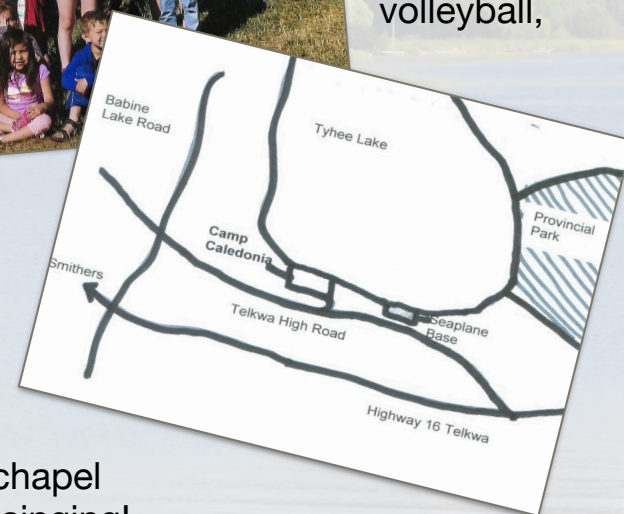 volleyball,
Babine
Lake Road
Tyhee Lake
Provincial
Park
Camp
Caledonia
Smithers
Telkwa High Road
Seaplane
Base
Highway 16 Telkwa
chapel
singing!